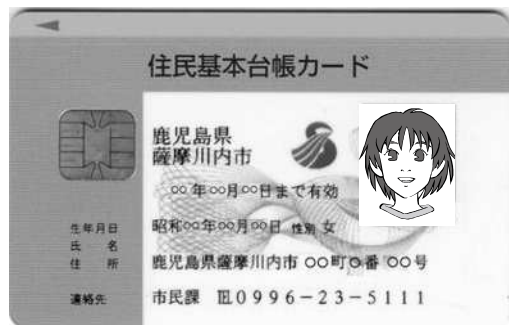 住民基本台帳カード
鹿児島県
薩摩川内市
○○年○○月○○日まで有効
生年月日 昭和○○年○○月○○日 性別 女
氏 名
住 所 鹿児島県薩摩川内市 ○○町○番 ○○号
連絡先 市民課 ℡0996-23-5111